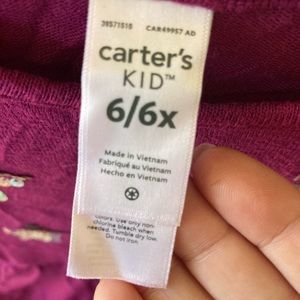 39571516 CAR49957 AD
carter's
KID™
6/6x
Made in Vietnam
Fabriqué au Vietnam
Hecho en Vietnam
colors. Use only non-
chlorine bleach when
needed. Tumble dry low.
Do not iron.